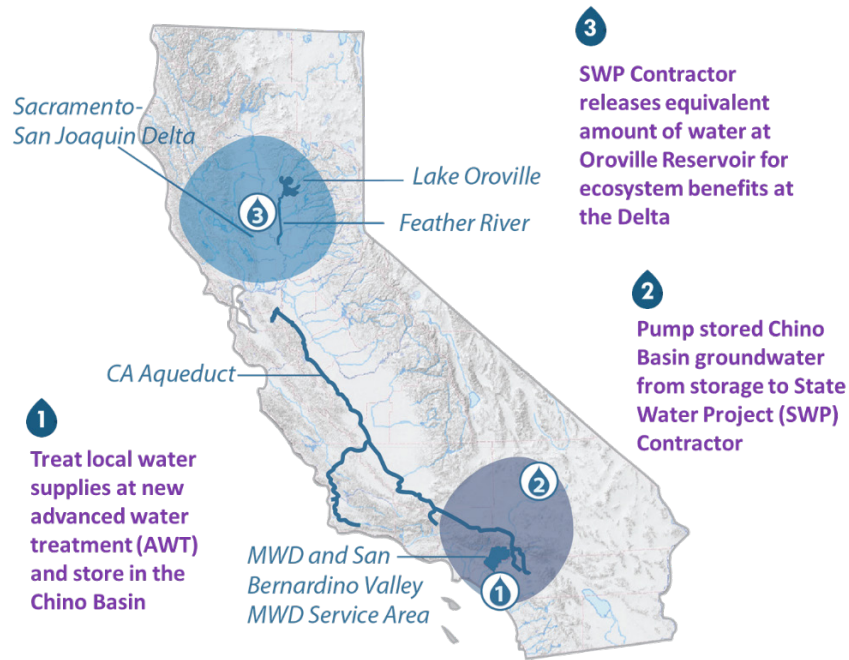 3
SWP Contractor
releases equivalent
amount of water at
Oroville Reservoir for
ecosystem benefits at
the Delta
Sacramento-
San Joaquin Delta
Lake Oroville
3
Feather River
2
Pump stored Chino
Basin groundwater
from storage to State
Water Project (SWP)
Contractor
CA Aqueduct
1
Treat local water
supplies at new
advanced water
treatment (AWT)
and store in the
Chino Basin
2
MWD and San
Bernardino Valley
MWD Service Area
1